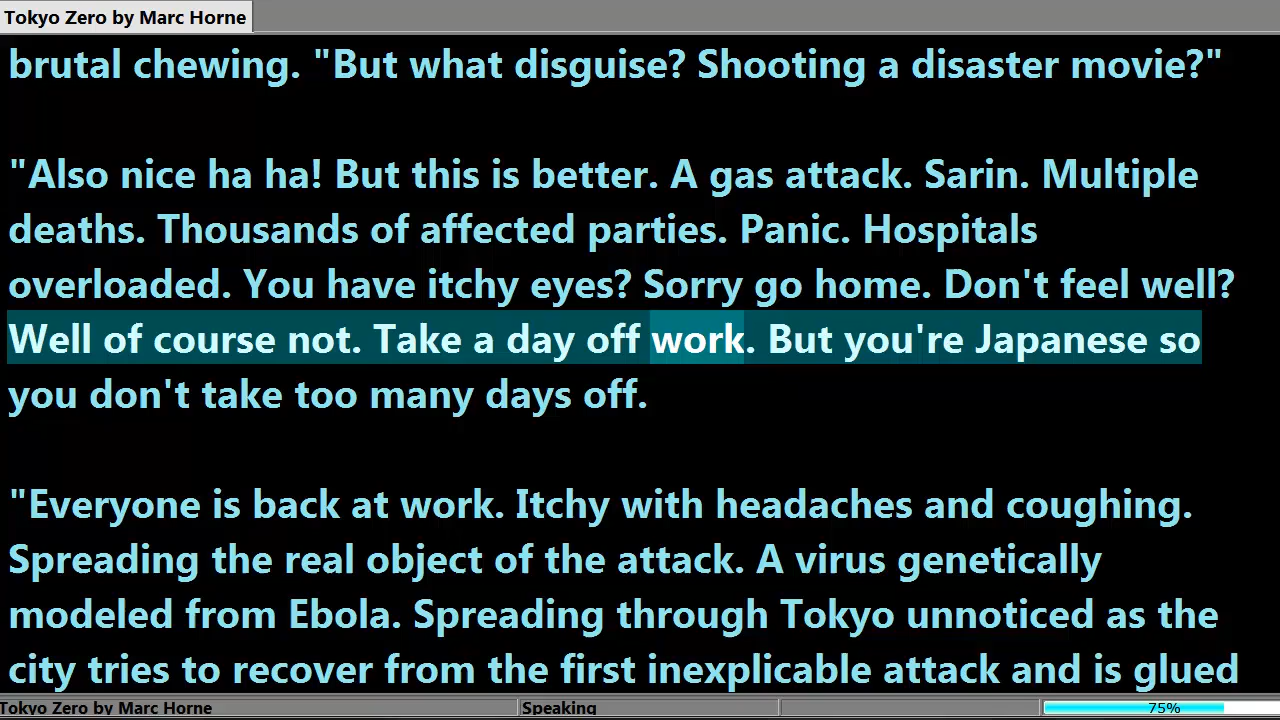 Tokyo Zero by Marc Horne
brutal chewing. "But what disguise? Shooting a disaster movie?"
"Also nice ha ha! But this is better. A gas attack. Sarin. Multiple
deaths. Thousands of affected parties. Panic. Hospitals
overloaded. You have itchy eyes? Sorry go home. Don't feel well?
Well of course not. Take a day off work. But you're Japanese so
you don't take too many days off.
"Everyone is back at work. Itchy with headaches and coughing.
Spreading the real object of the attack. A virus genetically
modeled from Ebola. Spreading through Tokyo unnoticed as the
city tries to recover from the first inexplicable attack and is glued
Tokyo Zero by Marc Horne
Speaking
75%